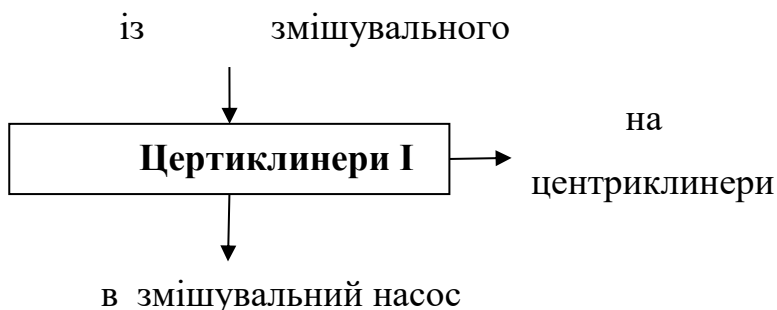 із змішувального
Цертиклинери І
на
центриклинери
в змішувальний насос